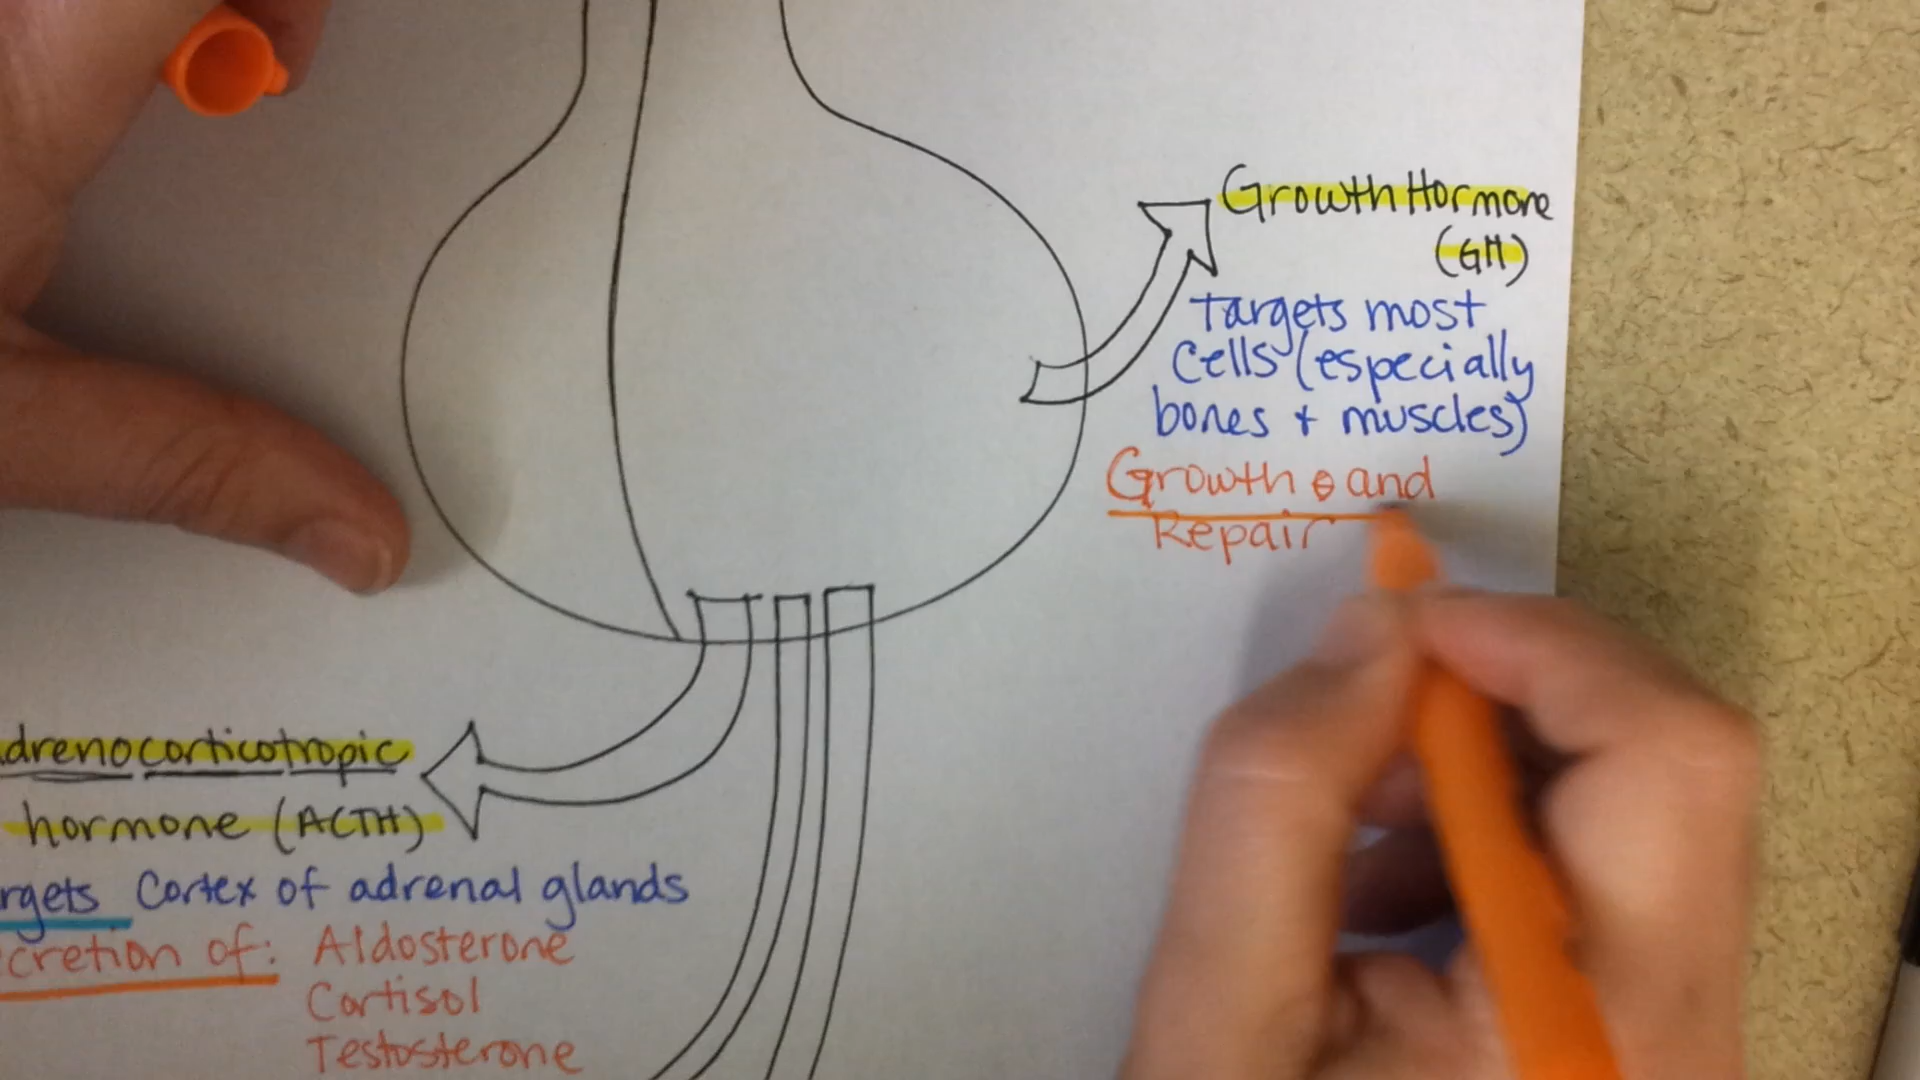 Growth Hormone
(GH)
Targets most
cells (especially
bones + muscles)
Growth and
Repair
drenocorticotropic
hormone (ACTH)
rgets Cortex of adrenal glands
cretion of: Aldosterone
Cortisol
Testosterone